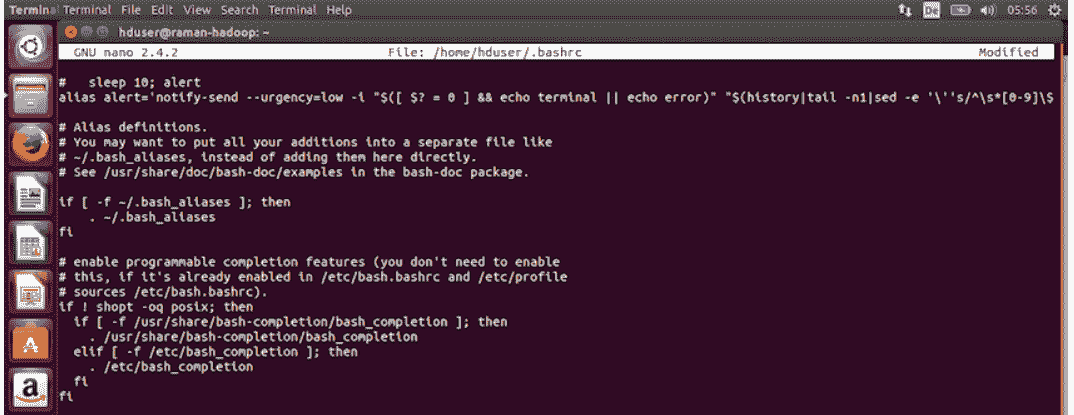 Termina Terminal File Edit View Search Terminal Help De 05:56
hduser@raman-hadoop: ~
GNU nano 2.4.2 File: /home/hduser/.bashrc Modified
#   sleep 10; alert
alias alert='notify-send --urgency=low -i "$([ $? = 0 ] && echo terminal || echo error)" "$(history|tail -n1|sed -e '\''s/^\s*[0-9]\$
# Alias definitions.
# You may want to put all your additions into a separate file like
# ~/.bash_aliases, instead of adding them here directly.
# See /usr/share/doc/bash-doc/examples in the bash-doc package.
if [ -f ~/.bash_aliases ]; then
    . ~/.bash_aliases
fi
# enable programmable completion features (you don't need to enable
# this, if it's already enabled in /etc/bash.bashrc and /etc/profile
# sources /etc/bash.bashrc).
if ! shopt -oq posix; then
  if [ -f /usr/share/bash-completion/bash_completion ]; then
    . /usr/share/bash-completion/bash_completion
  elif [ -f /etc/bash_completion ]; then
    . /etc/bash_completion
  fi
fi